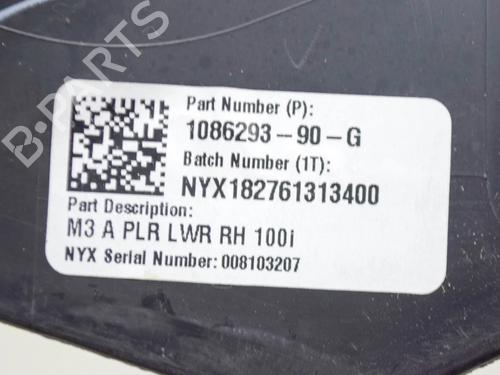 B-PARTS
Part Number (P):
1086293-90-G
Batch Number (1T):
NYX182761313400
Part Description:
M3 A PLR LWR RH 100i
NYX Serial Number: 008103207